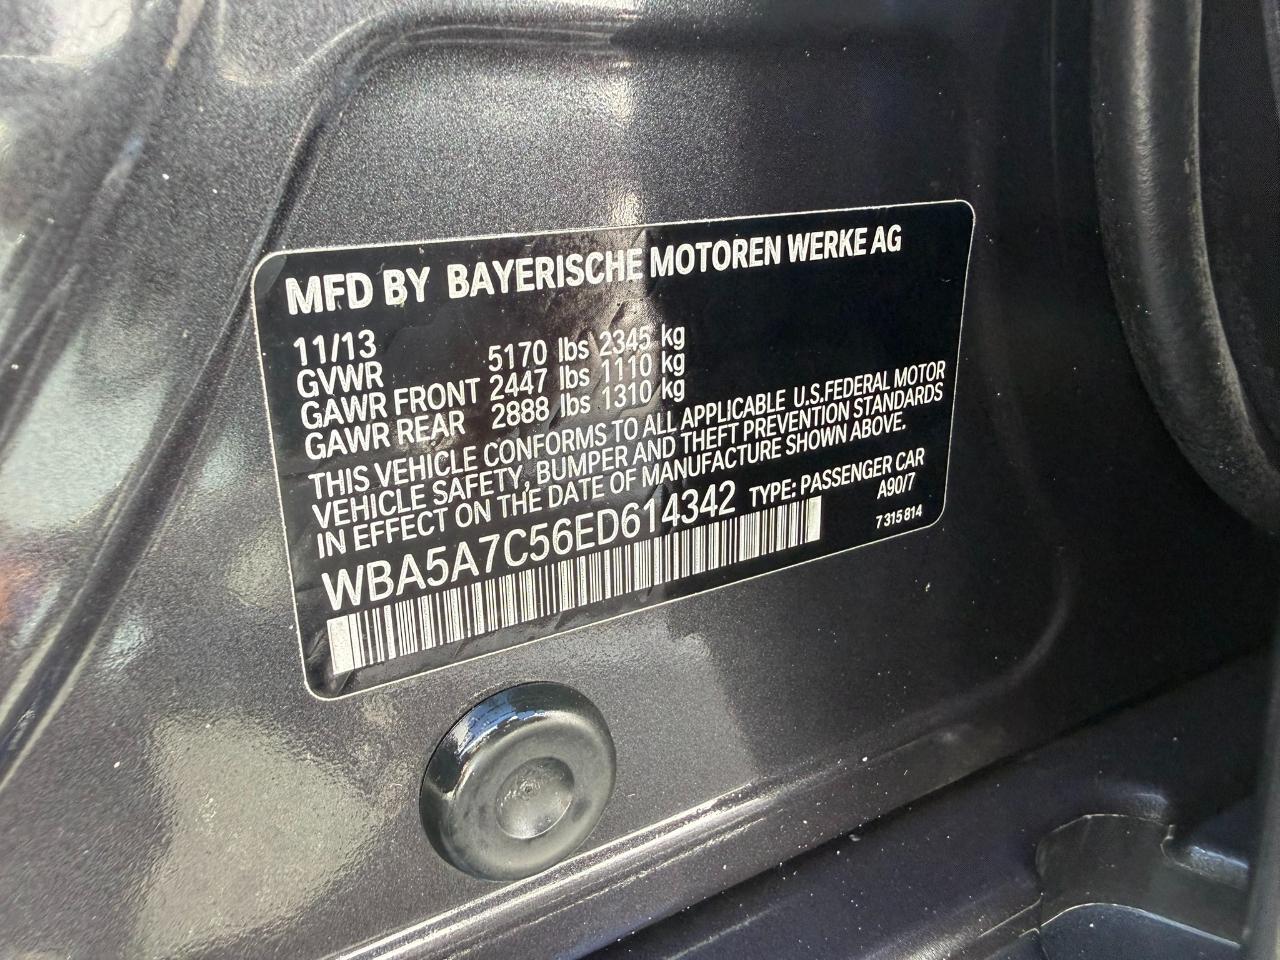 MFD BY BAYERISCHE MOTOREN WERKE AG
11/13
GVWR 5170 lbs 2345 kg
GAWR FRONT 2447 lbs 1110 kg
GAWR REAR 2888 lbs 1310 kg
THIS VEHICLE CONFORMS TO ALL APPLICABLE U.S.FEDERAL MOTOR
VEHICLE SAFETY, BUMPER AND THEFT PREVENTION STANDARDS
IN EFFECT ON THE DATE OF MANUFACTURE SHOWN ABOVE.
WBA5A7C56ED614342 TYPE: PASSENGER CAR
A90/7
7 315 814